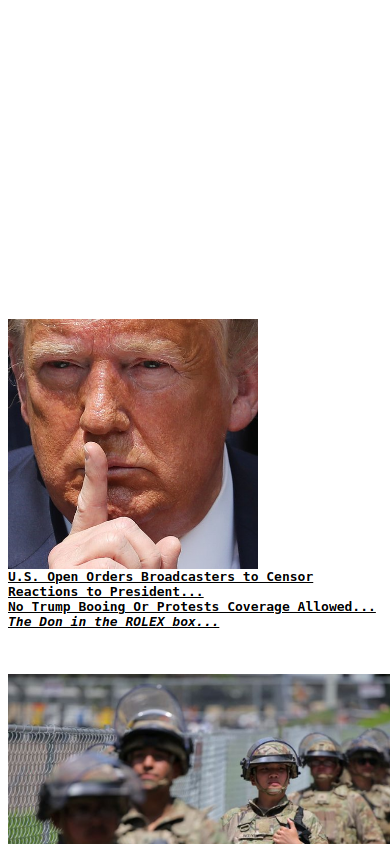 U.S. Open Orders Broadcasters to Censor
Reactions to President...
No Trump Booing Or Protests Coverage Allowed...
The Don in the ROLEX box...